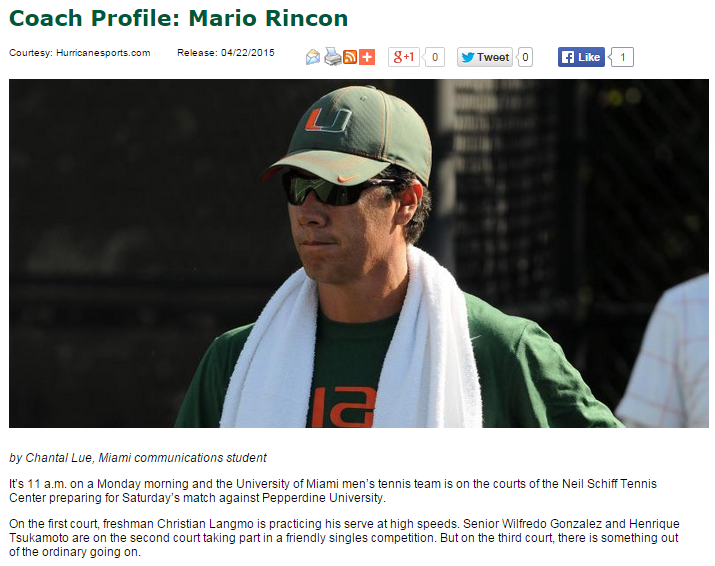 Coach Profile: Mario Rincon
Courtesy: Hurricanesports.com Release: 04/22/2015
g+1 0 Tweet 0 Like 1
U
by Chantal Lue, Miami communications student
It's 11 a.m. on a Monday morning and the University of Miami men's tennis team is on the courts of the Neil Schiff Tennis
Center preparing for Saturday's match against Pepperdine University.
On the first court, freshman Christian Langmo is practicing his serve at high speeds. Senior Wilfredo Gonzalez and Henrique
Tsukamoto are on the second court taking part in a friendly singles competition. But on the third court, there is something out
of the ordinary going on.